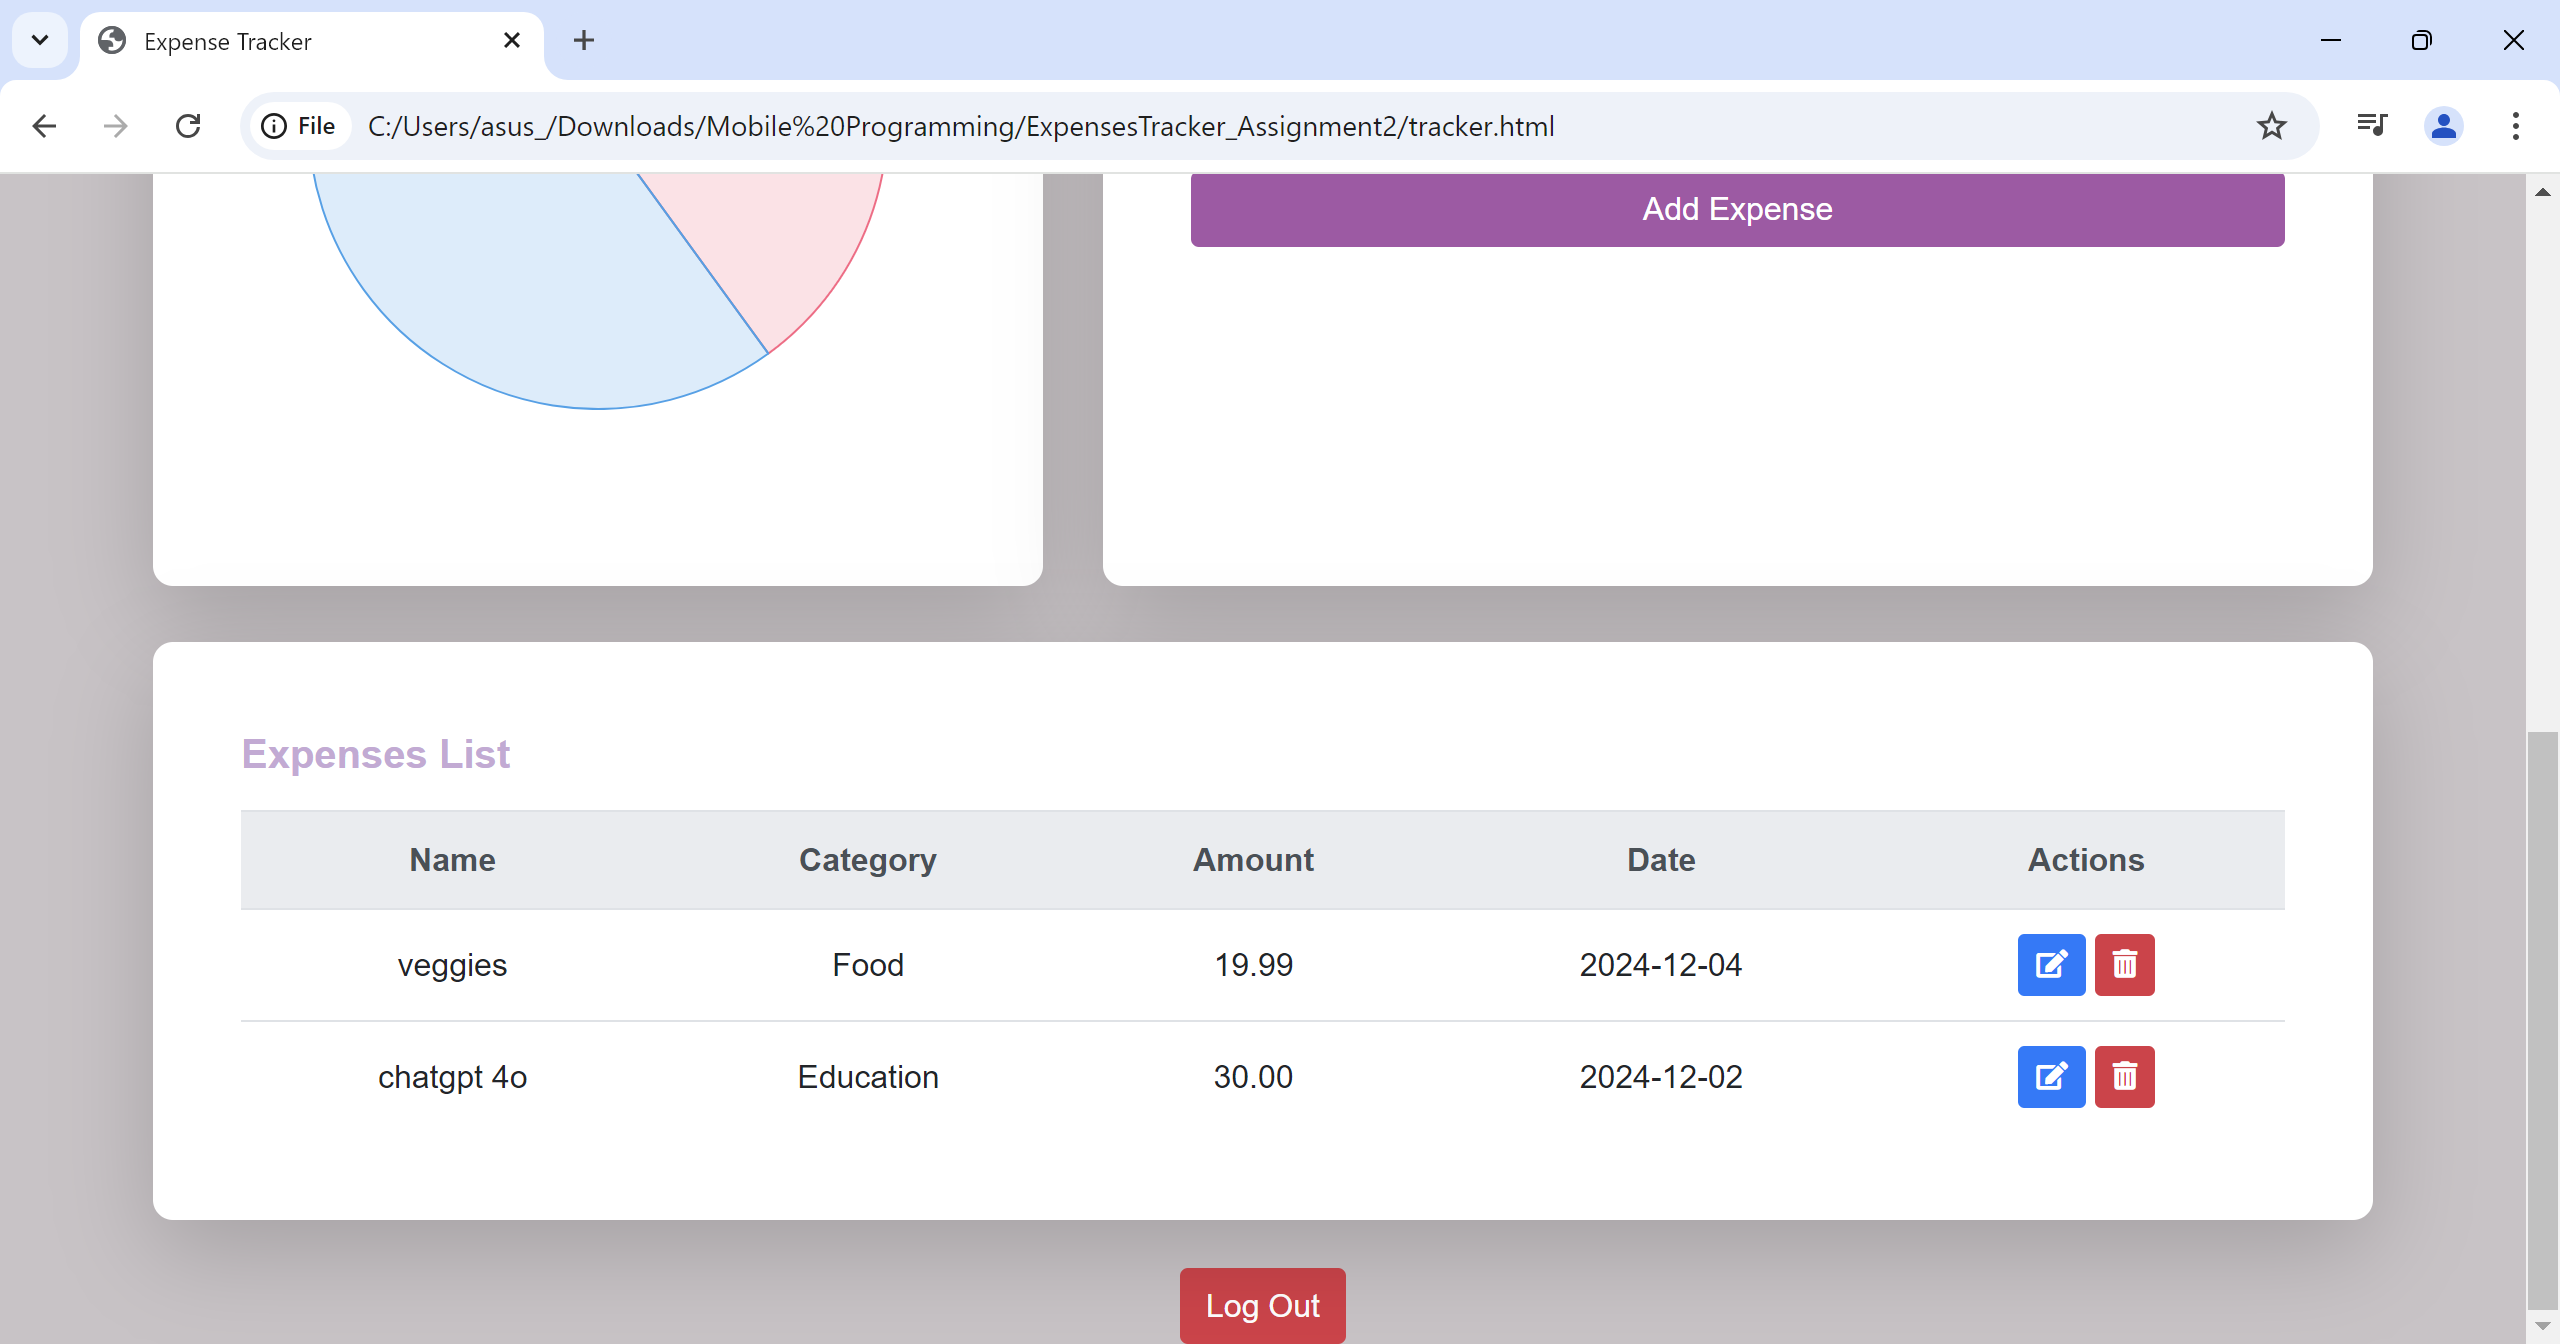 Expense Tracker
File C:/Users/asus_/Downloads/Mobile%20Programming/ExpensesTracker_Assignment2/tracker.html
Add Expense
Expenses List
Name Category Amount Date Actions
veggies Food 19.99 2024-12-04
chatgpt 4o Education 30.00 2024-12-02
Log Out